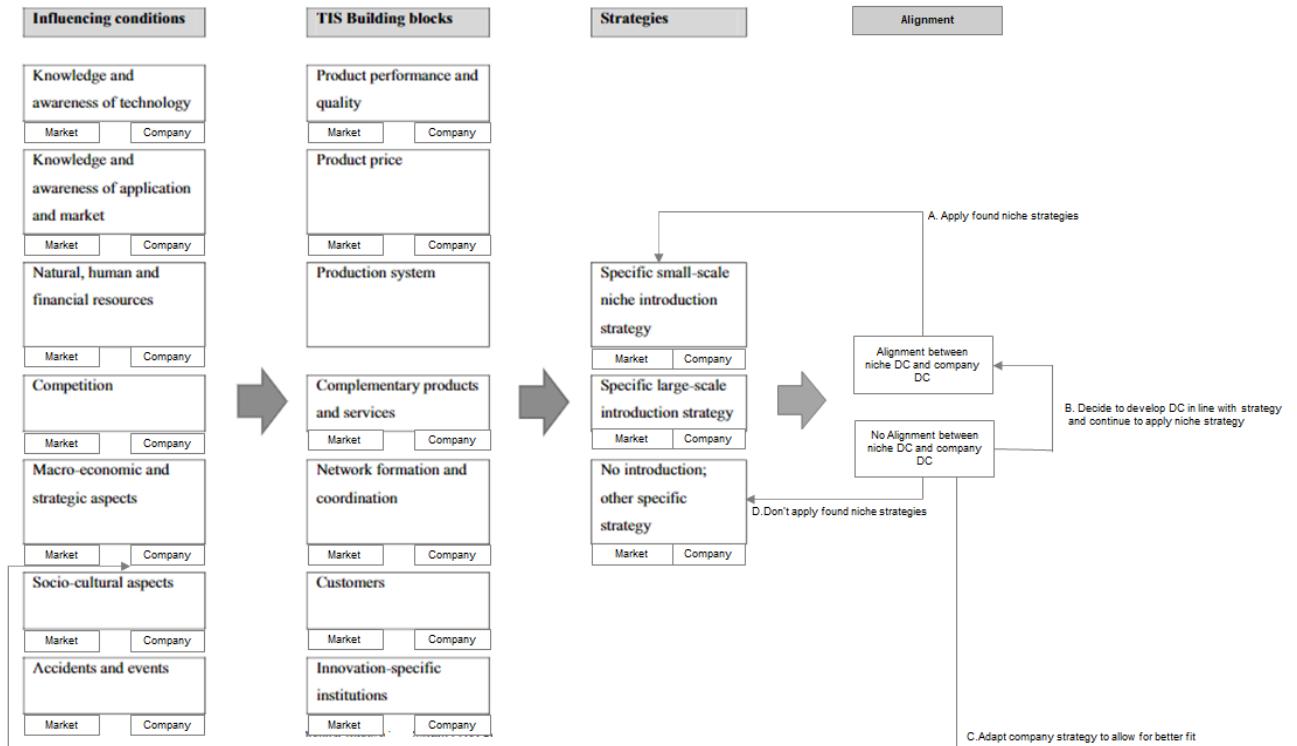 Influencing conditions
Knowledge and
awareness of technology
Market Company
Knowledge and
awareness of application
and market
Market Company
Natural, human and
financial resources
Market Company
Competition
Market Company
Macro-economic and
strategic aspects
Market Company
Socio-cultural aspects
Market Company
Accidents and events
Market Company
TIS Building blocks
Product performance and
quality
Market Company
Product price
Market Company
Production system
Complementary products
and services
Market Company
Network formation and
coordination
Market Company
Customers
Market Company
Innovation-specific
institutions
Market Company
Strategies
Specific small-scale
niche introduction
strategy
Market Company
Specific large-scale
introduction strategy
Market Company
No introduction;
other specific
strategy
Market Company
Alignment
A. Apply found niche strategies
Alignment between
niche DC and company
DC
No Alignment between
niche DC and company
DC
B. Decide to develop DC in line with strategy
and continue to apply niche strategy
D.Don't apply found niche strategies
C.Adapt company strategy to allow for better fit